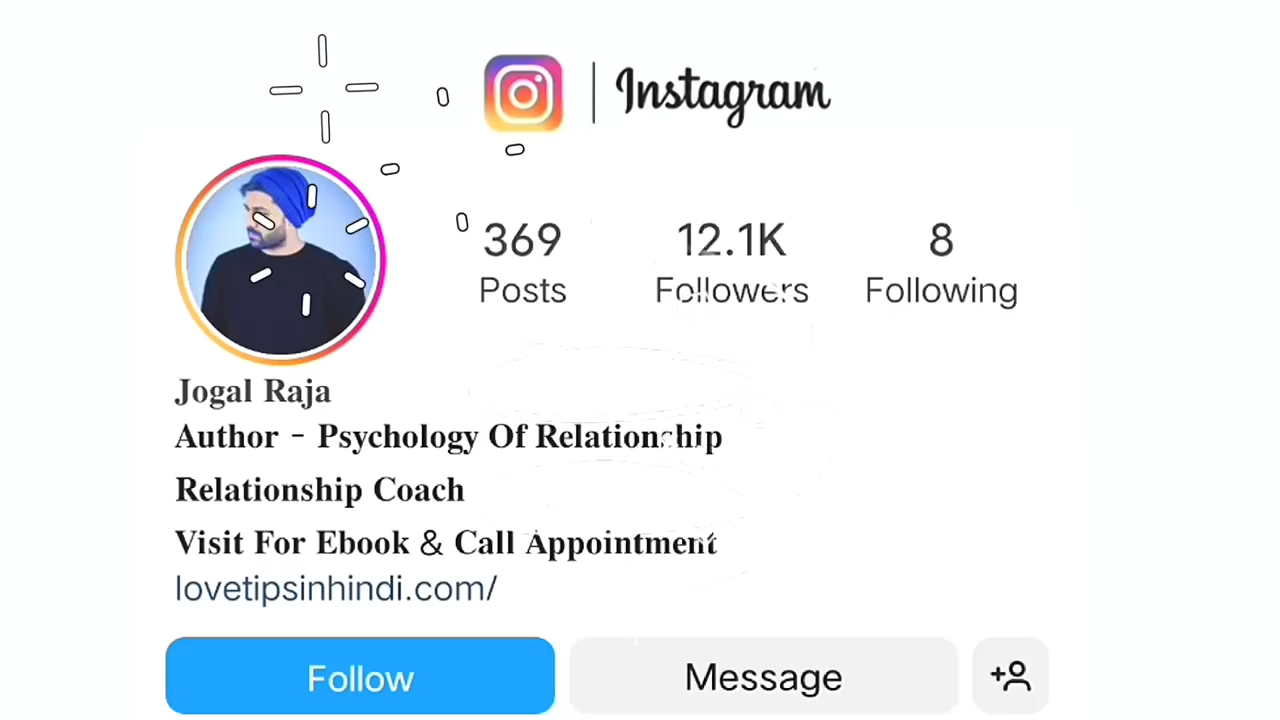 Instagram
369 12.1K 8
Posts Followers Following
Jogal Raja
Author - Psychology Of Relationship
Relationship Coach
Visit For Ebook & Call Appointment
lovetipsinhindi.com/
Follow Message